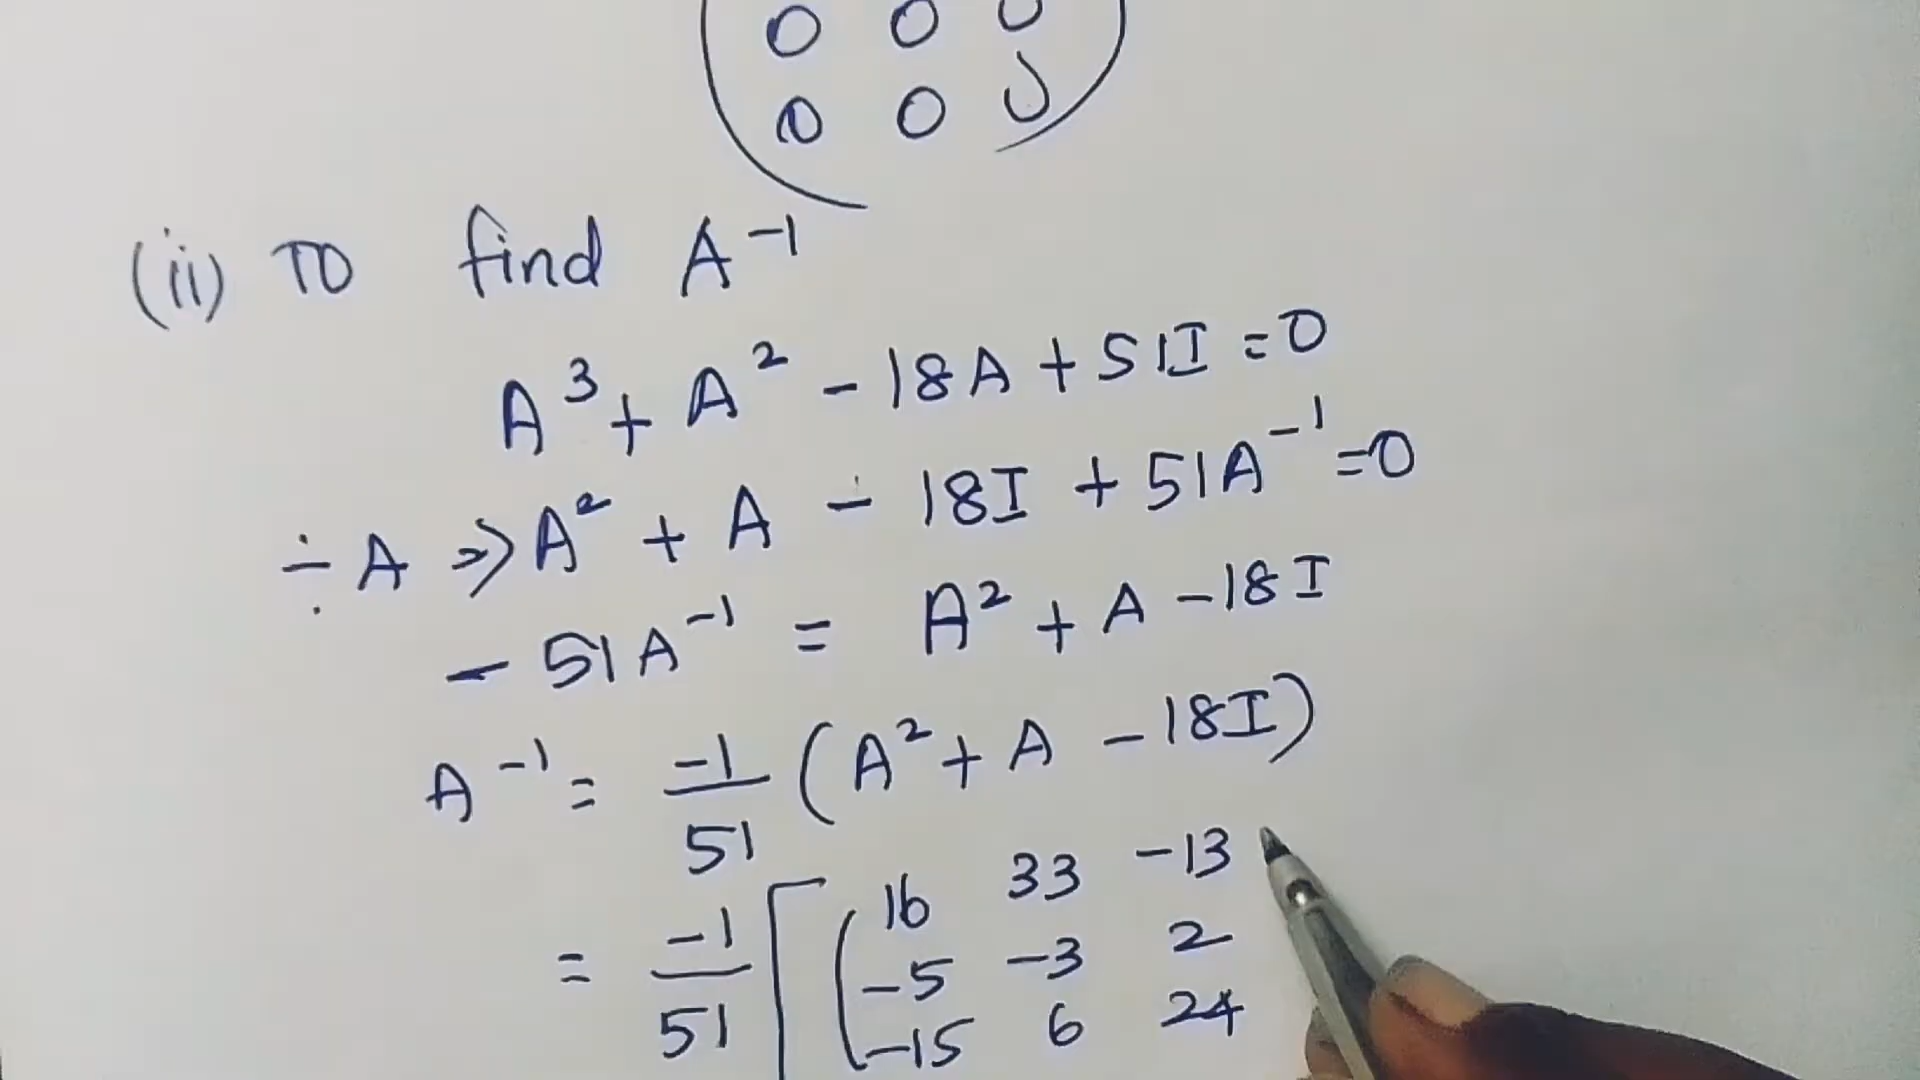 0 0 0
0 0 0
(ii) TO find A⁻¹
A³ + A² - 18A + 51I = 0
÷ A ⇒ A² + A - 18I + 51A⁻¹ = 0
- 51A⁻¹ = A² + A - 18I
A⁻¹ = -1/51 (A² + A - 18I)
= -1/51 [ ( 16 33 -13
-5 -3 2
-15 6 24